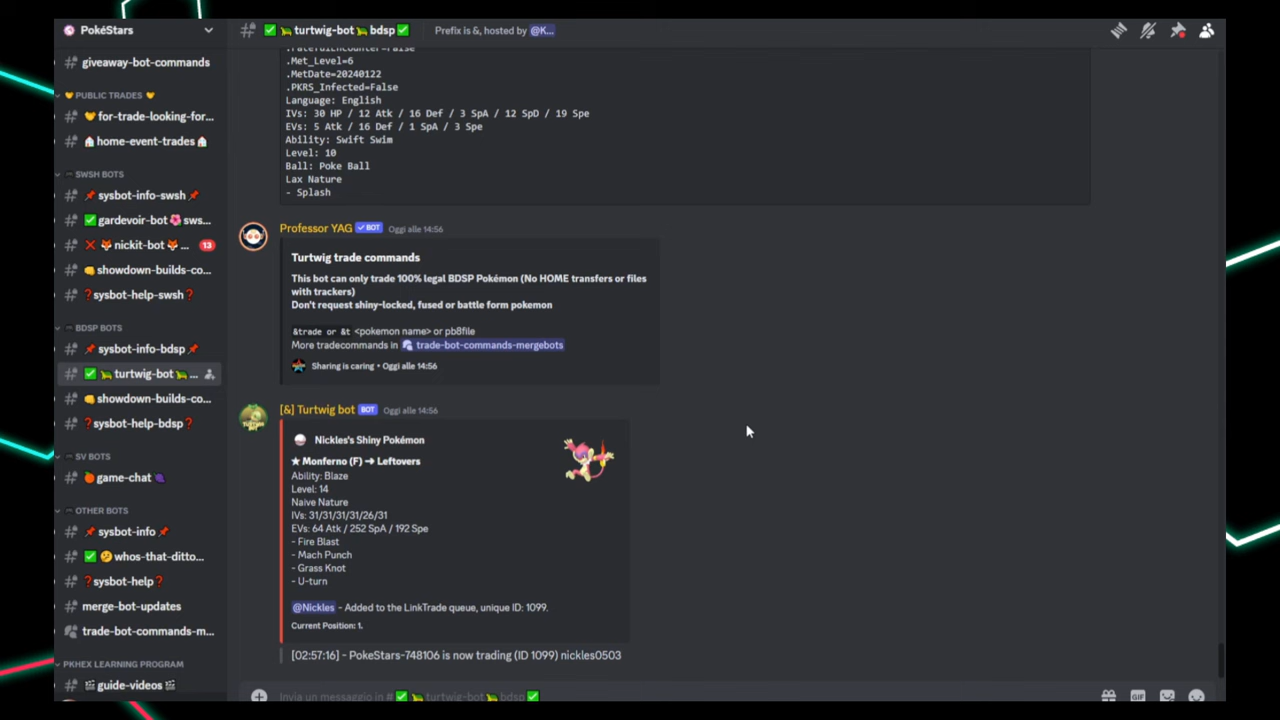 PokéStars
turtwig-bot bdsp
Prefix is &, hosted by @K...
giveaway-bot-commands
PUBLIC TRADES
for-trade-looking-for...
home-event-trades
SWSH BOTS
sysbot-info-swsh
gardevoir-bot sws...
nickit-bot ...
13
showdown-builds-co...
sysbot-help-swsh
BDSP BOTS
sysbot-info-bdsp
turtwig-bot ...
showdown-builds-co...
sysbot-help-bdsp
SV BOTS
game-chat
OTHER BOTS
sysbot-info
whos-that-ditto...
sysbot-help
merge-bot-updates
trade-bot-commands-m...
PKHEX LEARNING PROGRAM
guide-videos
.FatefulEncounter=False
.Met_Level=6
.MetDate=20240122
.PKRS_Infected=False
Language: English
IVs: 30 HP / 12 Atk / 16 Def / 3 SpA / 12 SpD / 19 Spe
EVs: 5 Atk / 16 Def / 1 SpA / 3 Spe
Ability: Swift Swim
Level: 10
Ball: Poke Ball
Lax Nature
- Splash
Professor YAG BOT Oggi alle 14:56
Turtwig trade commands
This bot can only trade 100% legal BDSP Pokémon (No HOME transfers or files
with trackers)
Don't request shiny-locked, fused or battle form pokemon
&trade or &t <pokemon name> or pb8file
More tradecommands in trade-bot-commands-mergebots
Sharing is caring • Oggi alle 14:56
[&] Turtwig bot BOT Oggi alle 14:56
Nickles's Shiny Pokémon
★ Monferno (F) ➔ Leftovers
Ability: Blaze
Level: 14
Naive Nature
IVs: 31/31/31/31/26/31
EVs: 64 Atk / 252 SpA / 192 Spe
- Fire Blast
- Mach Punch
- Grass Knot
- U-turn
@Nickles - Added to the LinkTrade queue, unique ID: 1099.
Current Position: 1.
[02:57:16] - PokeStars-748106 is now trading (ID 1099) nickles0503
Invia un messaggio in # turtwig-bot bdsp
GIF